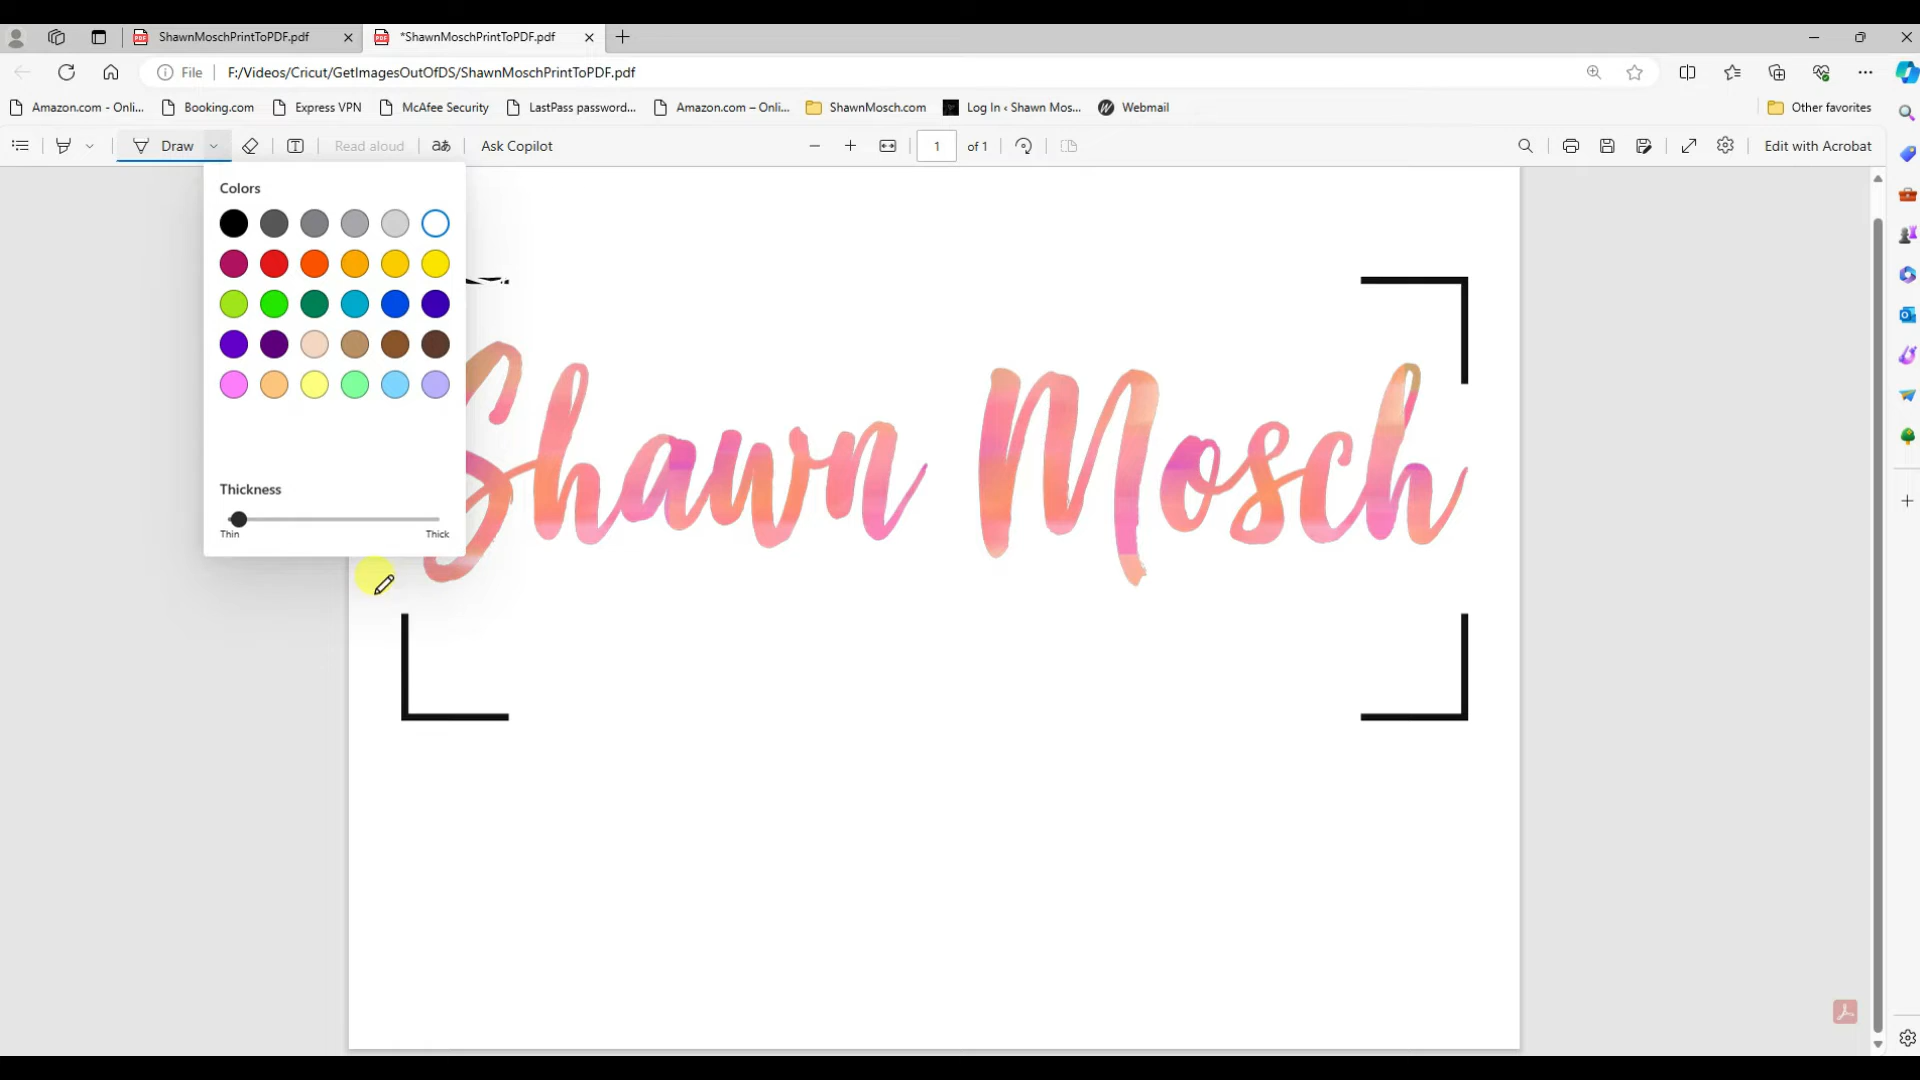 ShawnMoschPrintToPDF.pdf *ShawnMoschPrintToPDF.pdf
File F:/Videos/Cricut/GetImagesOutOfDS/ShawnMoschPrintToPDF.pdf
Amazon.com - Onli... Booking.com Express VPN McAfee Security LastPass password... Amazon.com – Onli... ShawnMosch.com Log In ‹ Shawn Mos... Webmail Other favorites
Draw Read aloud aあ Ask Copilot 1 of 1 Edit with Acrobat
Colors
Shawn Mosch
Thickness
Thin Thick